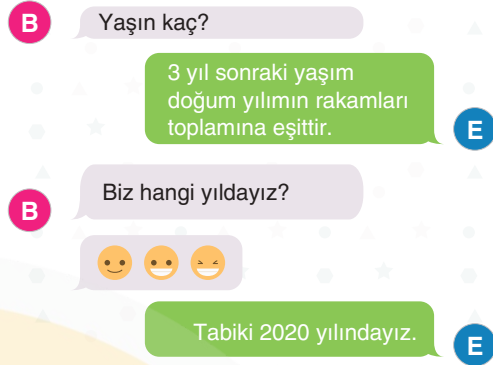 B
Yaşın kaç?
3 yıl sonraki yaşım
doğum yılımın rakamları
toplamına eşittir.
E
Biz hangi yıldayız?
B
Tabiki 2020 yılındayız.
E